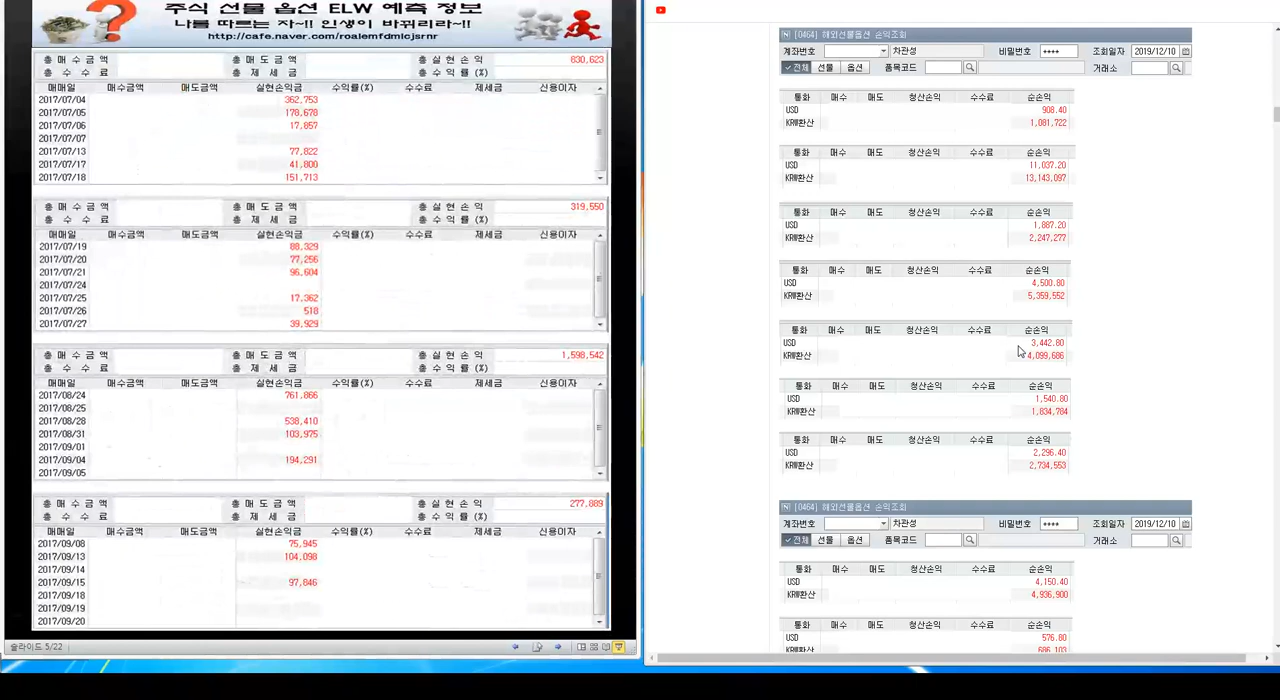 주식 선물 옵션 ELW 예측 정보
나를 따르는 자~!! 인생이 바뀌리라~!!
http://cafe.naver.com/roalemfdmlcjsrnr
총 매 수 금 액 총 매 도 금 액 총 실 현 손 익 830,623
총 수 수 료 총 제 세 금 총 수 익 률 (%)
매매일 매수금액 매도금액 실현손익금 수익률(%) 수수료 제세금 신용이자
2017/07/04 362,753
2017/07/05 178,678
2017/07/06 17,857
2017/07/07
2017/07/13 77,822
2017/07/17 41,800
2017/07/18 151,713
총 매 수 금 액 총 매 도 금 액 총 실 현 손 익 319,550
총 수 수 료 총 제 세 금 총 수 익 률 (%)
매매일 매수금액 매도금액 실현손익금 수익률(%) 수수료 제세금 신용이자
2017/07/19 88,329
2017/07/20 77,256
2017/07/21 96,604
2017/07/24
2017/07/25 17,362
2017/07/26 518
2017/07/27 39,929
총 매 수 금 액 총 매 도 금 액 총 실 현 손 익 1,598,542
총 수 수 료 총 제 세 금 총 수 익 률 (%)
매매일 매수금액 매도금액 실현손익금 수익률(%) 수수료 제세금 신용이자
2017/08/24 761,866
2017/08/25
2017/08/28 538,410
2017/08/31 103,975
2017/09/01
2017/09/04 194,291
2017/09/05
총 매 수 금 액 총 매 도 금 액 총 실 현 손 익 277,889
총 수 수 료 총 제 세 금 총 수 익 률 (%)
매매일 매수금액 매도금액 실현손익금 수익률(%) 수수료 제세금 신용이자
2017/09/08 75,945
2017/09/13 104,098
2017/09/14
2017/09/15 97,846
2017/09/18
2017/09/19
2017/09/20
슬라이드 5/22
[0464] 해외선물옵션 손익조회
계좌번호 차관성 비밀번호 **** 조회일자 2019/12/10
✓전체 선물 옵션 품목코드 거래소
통화 매수 매도 청산손익 수수료 순손익
USD 908.40
KRW환산 1,081,722
통화 매수 매도 청산손익 수수료 순손익
USD 11,037.20
KRW환산 13,143,097
통화 매수 매도 청산손익 수수료 순손익
USD 1,887.20
KRW환산 2,247,277
통화 매수 매도 청산손익 수수료 순손익
USD 4,500.80
KRW환산 5,359,552
통화 매수 매도 청산손익 수수료 순손익
USD 3,442.80
KRW환산 4,099,686
통화 매수 매도 청산손익 수수료 순손익
USD 1,540.80
KRW환산 1,834,784
통화 매수 매도 청산손익 수수료 순손익
USD 2,296.40
KRW환산 2,734,553
[0464] 해외선물옵션 손익조회
계좌번호 차관성 비밀번호 **** 조회일자 2019/12/10
✓전체 선물 옵션 품목코드 거래소
통화 매수 매도 청산손익 수수료 순손익
USD 4,150.40
KRW환산 4,936,900
통화 매수 매도 청산손익 수수료 순손익
USD 576.80
KRW환산 686,103